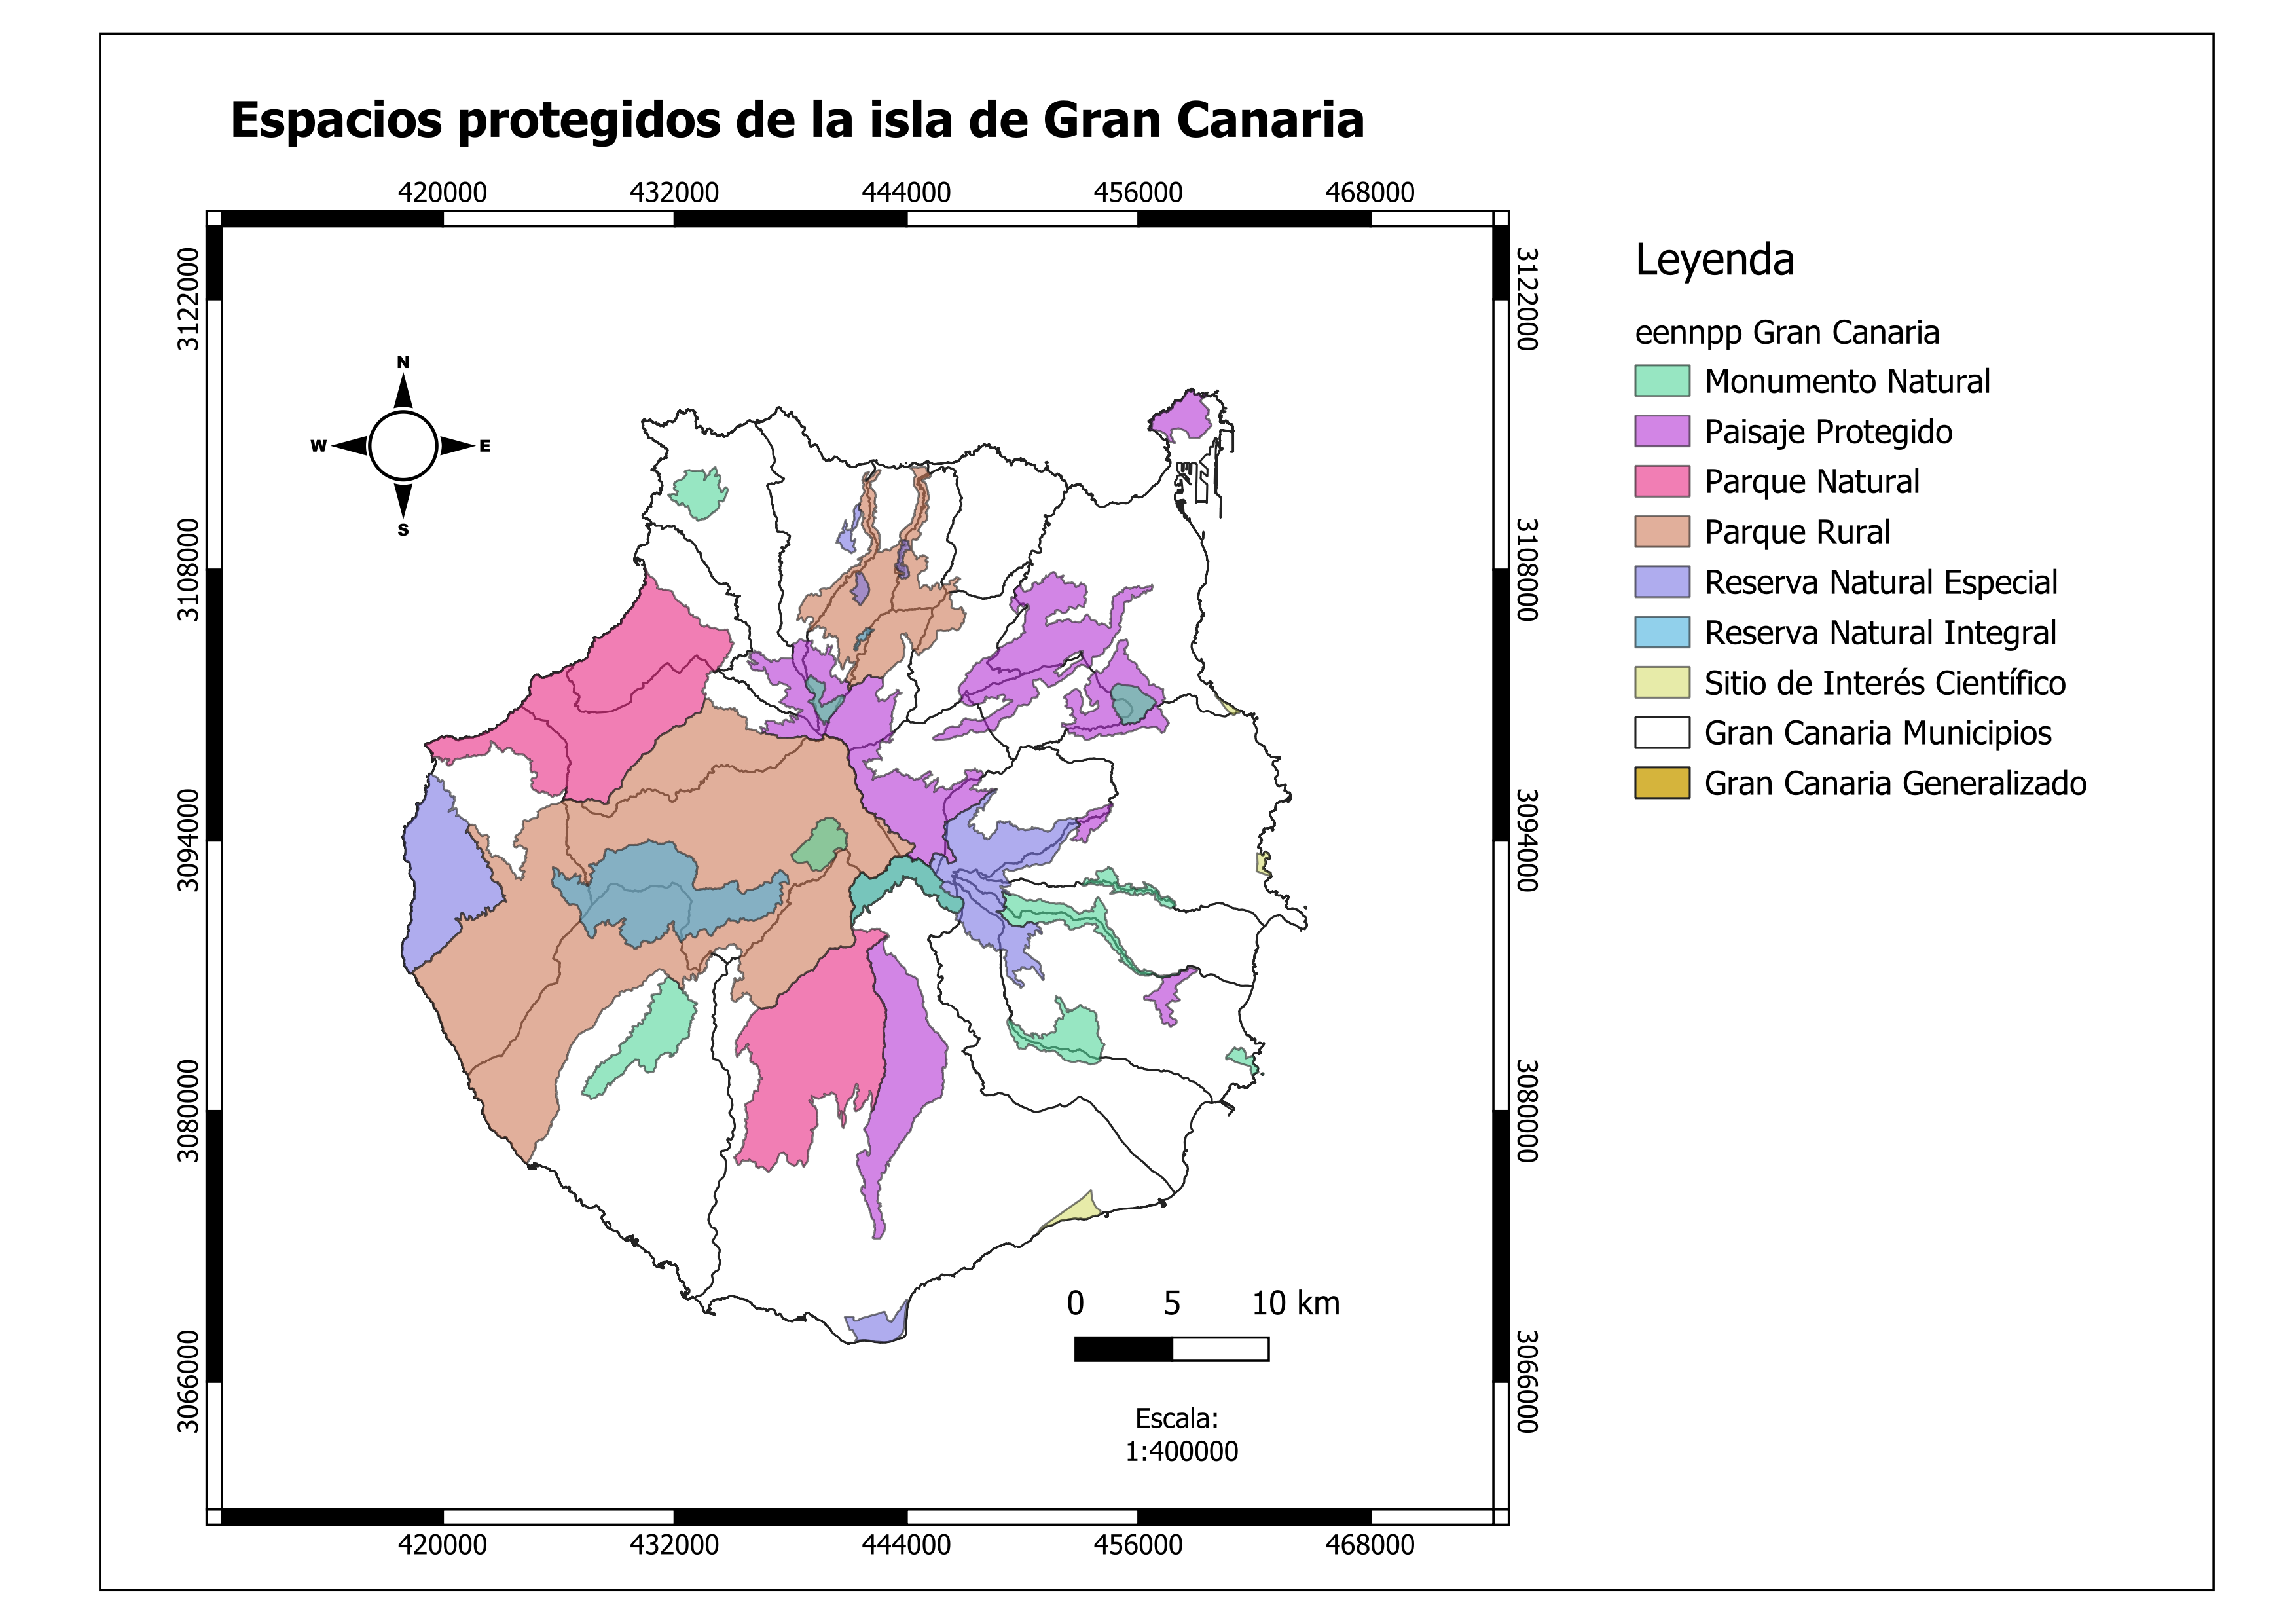 Espacios protegidos de la isla de Gran Canaria
420000 432000 444000 456000 468000
3122000
3108000
3094000
3080000
3066000
3122000
3108000
3094000
3080000
3066000
N
W E
S
0 5 10 km
Escala:
1:400000
420000 432000 444000 456000 468000
Leyenda
eennpp Gran Canaria
Monumento Natural
Paisaje Protegido
Parque Natural
Parque Rural
Reserva Natural Especial
Reserva Natural Integral
Sitio de Interés Científico
Gran Canaria Municipios
Gran Canaria Generalizado